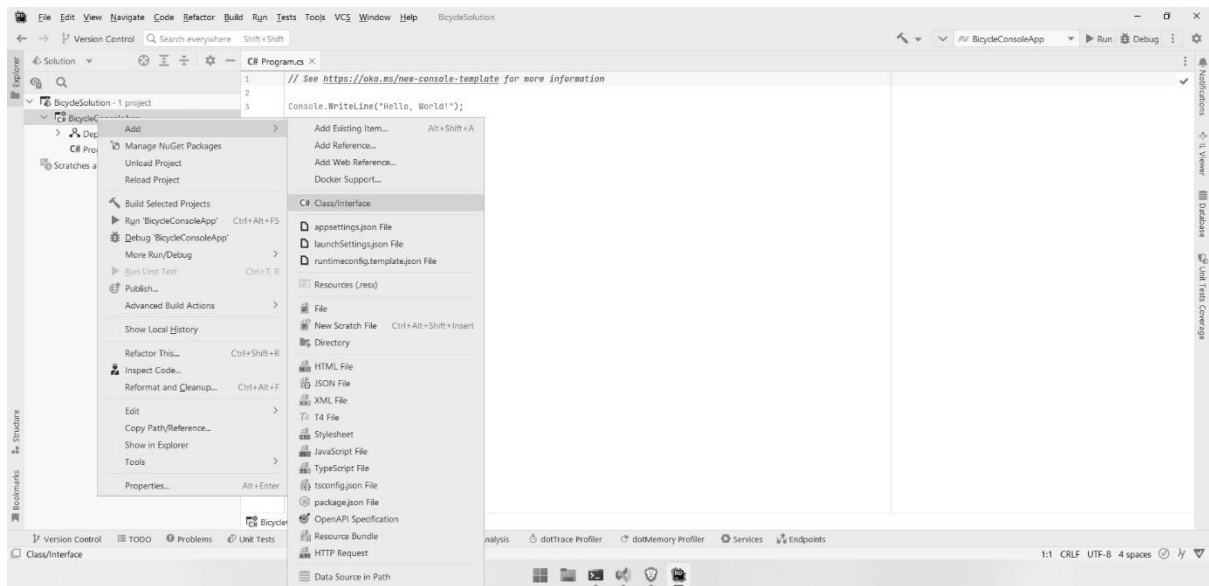 File Edit View Navigate Code Refactor Build Run Tests Tools VCS Window Help BicycleSolution
Version Control Search everywhere Shift+Shift BicycleConsoleApp Run Debug
Explorer
Solution
C# Program.cs
1 // See https://aka.ms/new-console-template for more information
2
3 Console.WriteLine("Hello, World!");
BicycleSolution · 1 project
BicycleConsoleApp
Dep
C# Pro
Scratches a
Add
Manage NuGet Packages
Unload Project
Reload Project
Build Selected Projects
Run 'BicycleConsoleApp' Ctrl+Alt+F5
Debug 'BicycleConsoleApp'
More Run/Debug
Run Unit Test Ctrl+T, R
Publish...
Advanced Build Actions
Show Local History
Refactor This... Ctrl+Shift+R
Inspect Code...
Reformat and Cleanup... Ctrl+Alt+F
Edit
Copy Path/Reference...
Show in Explorer
Tools
Properties... Alt+Enter
Add Existing Item... Alt+Shift+A
Add Reference...
Add Web Reference...
Docker Support...
C# Class/Interface
appsettings.json File
launchSettings.json File
runtimeconfig.template.json File
Resources (.resx)
File
New Scratch File Ctrl+Alt+Shift+Insert
Directory
HTML File
JSON File
XML File
T4 File
Stylesheet
JavaScript File
TypeScript File
tsconfig.json File
package.json File
OpenAPI Specification
Resource Bundle
HTTP Request
Data Source in Path
Notifications
IL Viewer
Database
Unit Tests Coverage
Structure
Bookmarks
C# Bicycle
Version Control TODO Problems Unit Tests nalysis dotTrace Profiler dotMemory Profiler Services Endpoints
Class/Interface 1:1 CRLF UTF-8 4 spaces